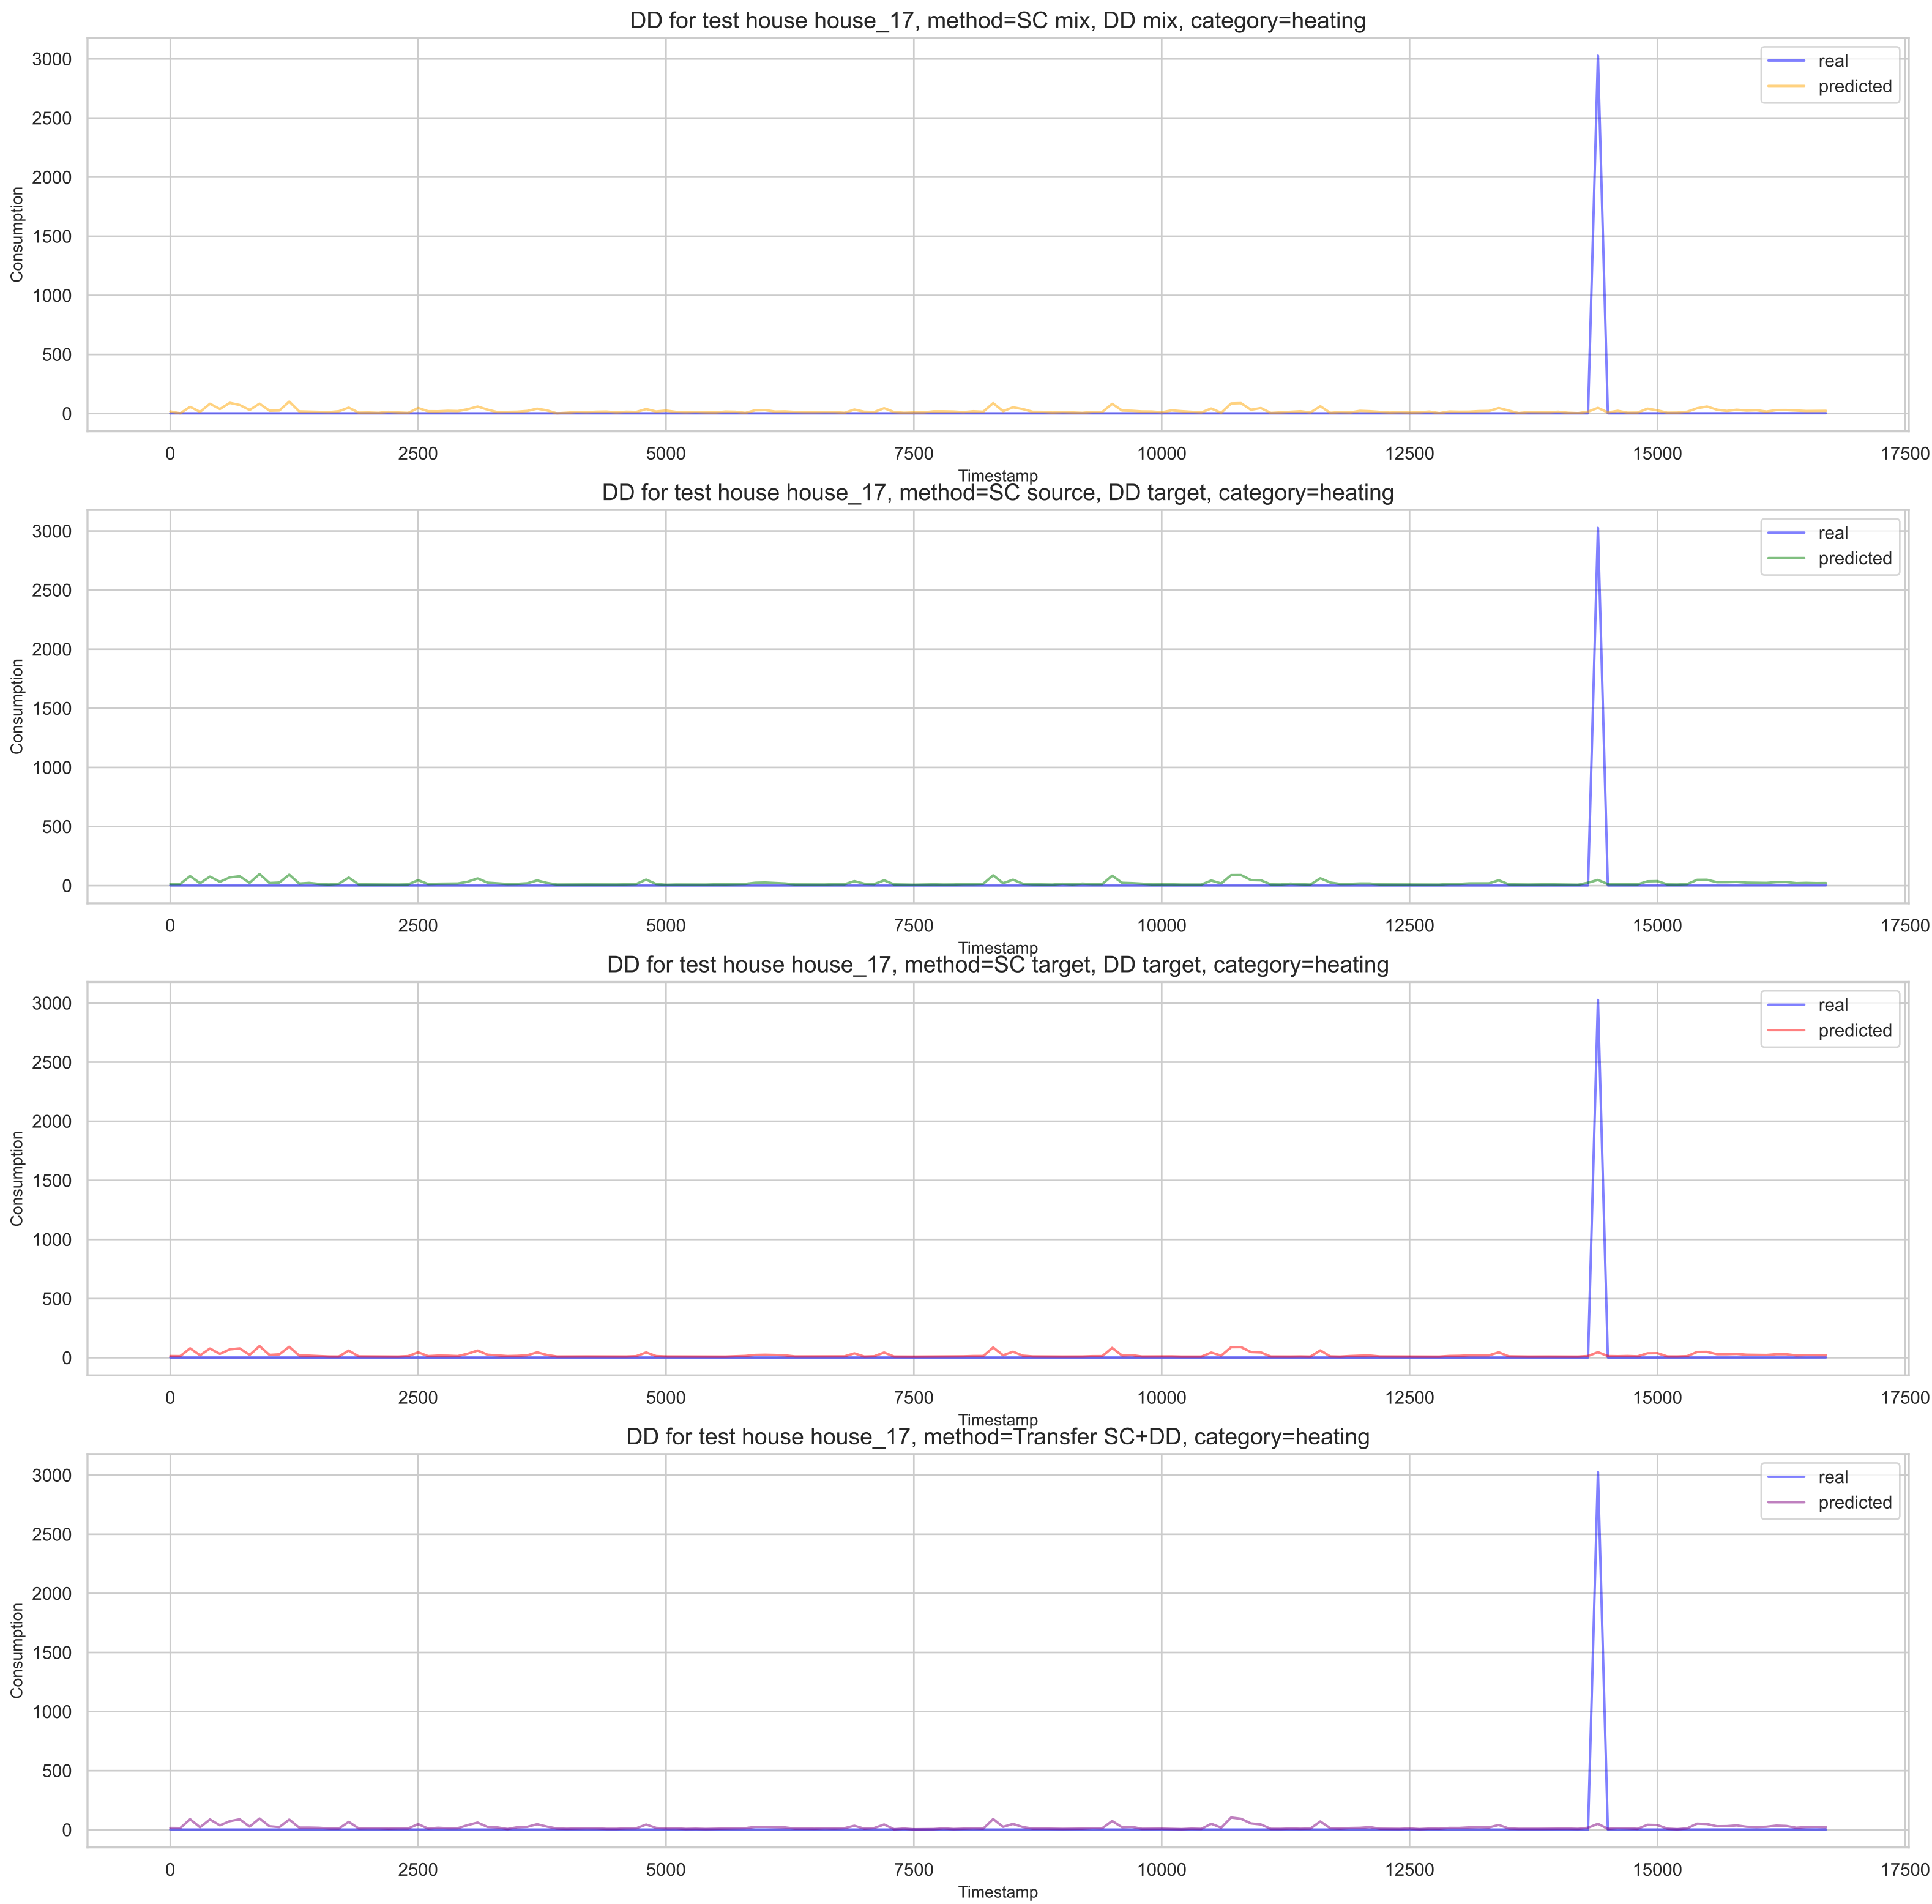 DD for test house house_17, method=SC mix, DD mix, category=heating
real
predicted
3000
2500
2000
1500
1000
500
0
Consumption
0 2500 5000 7500 10000 12500 15000 17500
Timestamp
DD for test house house_17, method=SC source, DD target, category=heating
real
predicted
3000
2500
2000
1500
1000
500
0
Consumption
0 2500 5000 7500 10000 12500 15000 17500
Timestamp
DD for test house house_17, method=SC target, DD target, category=heating
real
predicted
3000
2500
2000
1500
1000
500
0
Consumption
0 2500 5000 7500 10000 12500 15000 17500
Timestamp
DD for test house house_17, method=Transfer SC+DD, category=heating
real
predicted
3000
2500
2000
1500
1000
500
0
Consumption
0 2500 5000 7500 10000 12500 15000 17500
Timestamp